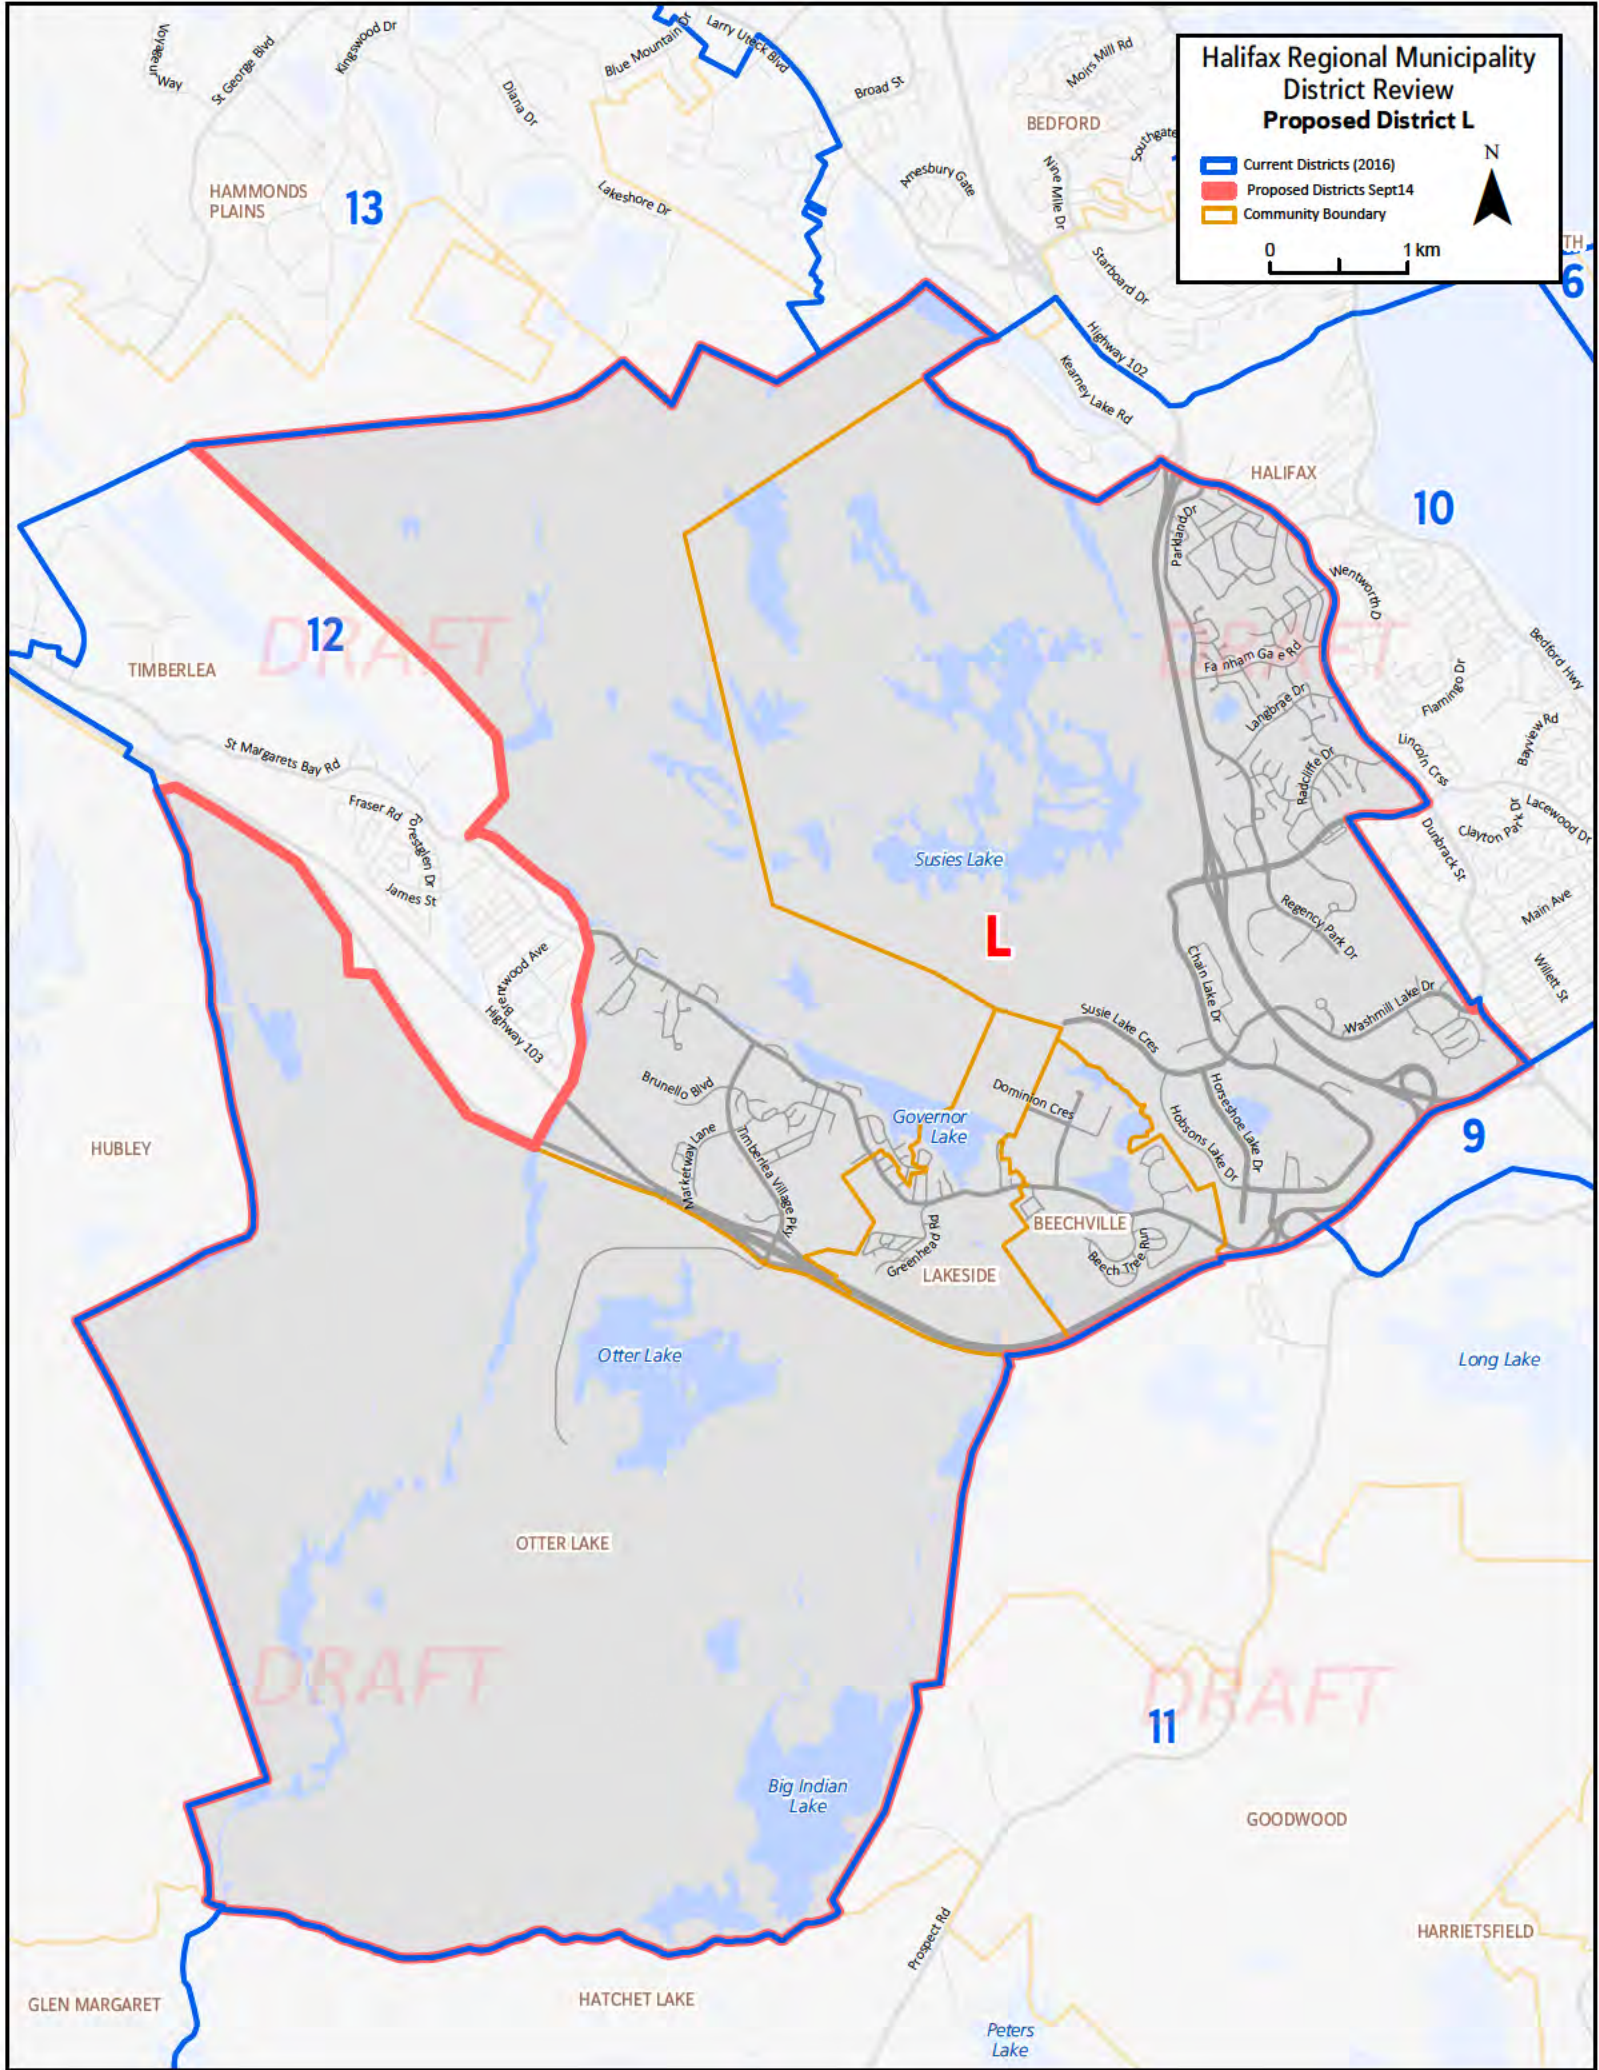 Halifax Regional Municipality
District Review
Proposed District L
Current Districts (2016)
Proposed Districts Sept14
Community Boundary
N
0 1 km
Voyageur
Way
St George Blvd
Kingswood Dr
Blue Mountain Dr
Larry Uteck Blvd
Diana Dr
Broad St
Moirs Mill Rd
BEDFORD
Southgate
Amesbury Gate
Nine Mile Dr
HAMMONDS
PLAINS
13
Lakeshore Dr
Starboard Dr
TH
6
Highway 102
Kearney Lake Rd
HALIFAX
10
Parkland Dr
Wentworth D
12
DRAFT
DRAFT
TIMBERLEA
Fa nham Ga e Rd
Bedford Hwy
Flamingo Dr
Langbrae Dr
Bayview Rd
St Margarets Bay Rd
Radcliffe Dr
Lincoln Crss
Fraser Rd
Forestglen Dr
Lacewood Dr
Clayton Park Dr
Dunbrack St
Susies Lake
James St
Regency Park Dr
Main Ave
L
Brentwood Ave
Chain Lake Dr
Willett St
Highway 103
Susie Lake Cres
Washmill Lake Dr
Brunello Blvd
Dominion Cres
Horseshoe Lake Dr
Hobsons Lake Dr
Governor
Lake
9
HUBLEY
Marketway Lane
Timberlea Village Pky
BEECHVILLE
Greenhead Rd
Beech Tree Run
LAKESIDE
Otter Lake
Long Lake
OTTER LAKE
DRAFT
DRAFT
11
Big Indian
Lake
GOODWOOD
Prospect Rd
HARRIETSFIELD
GLEN MARGARET
HATCHET LAKE
Peters
Lake